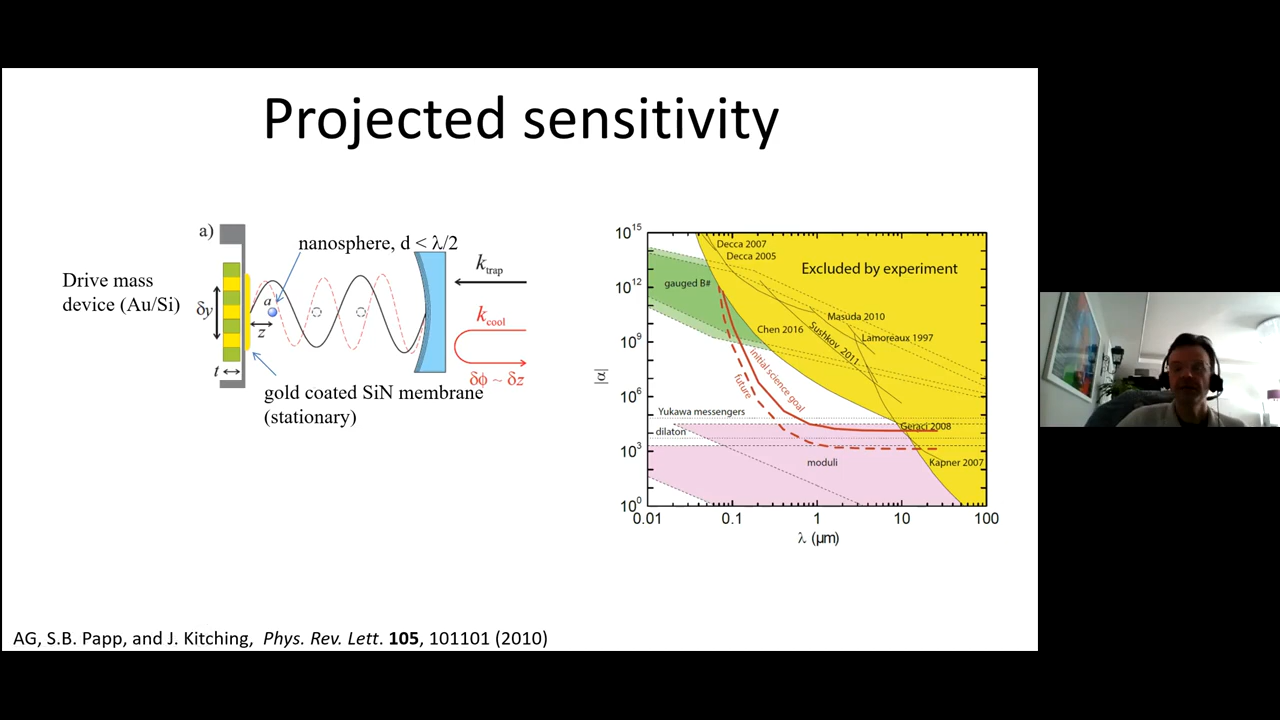 Projected sensitivity
a)
nanosphere, d < λ/2
Drive mass
device (Au/Si)
δy
a
z
t
k_trap
k_cool
δϕ ~ δz
gold coated SiN membrane
(stationary)
10^15
10^12
10^9
10^6
10^3
10^0
|α|
Decca 2007
Decca 2005
Excluded by experiment
gauged B#
Masuda 2010
Chen 2016
Sushkov 2011
Lamoreaux 1997
initial science goal
future
Yukawa messengers
Geraci 2008
dilaton
moduli
Kapner 2007
0.01 0.1 1 10 100
λ (μm)
AG, S.B. Papp, and J. Kitching, Phys. Rev. Lett. 105, 101101 (2010)